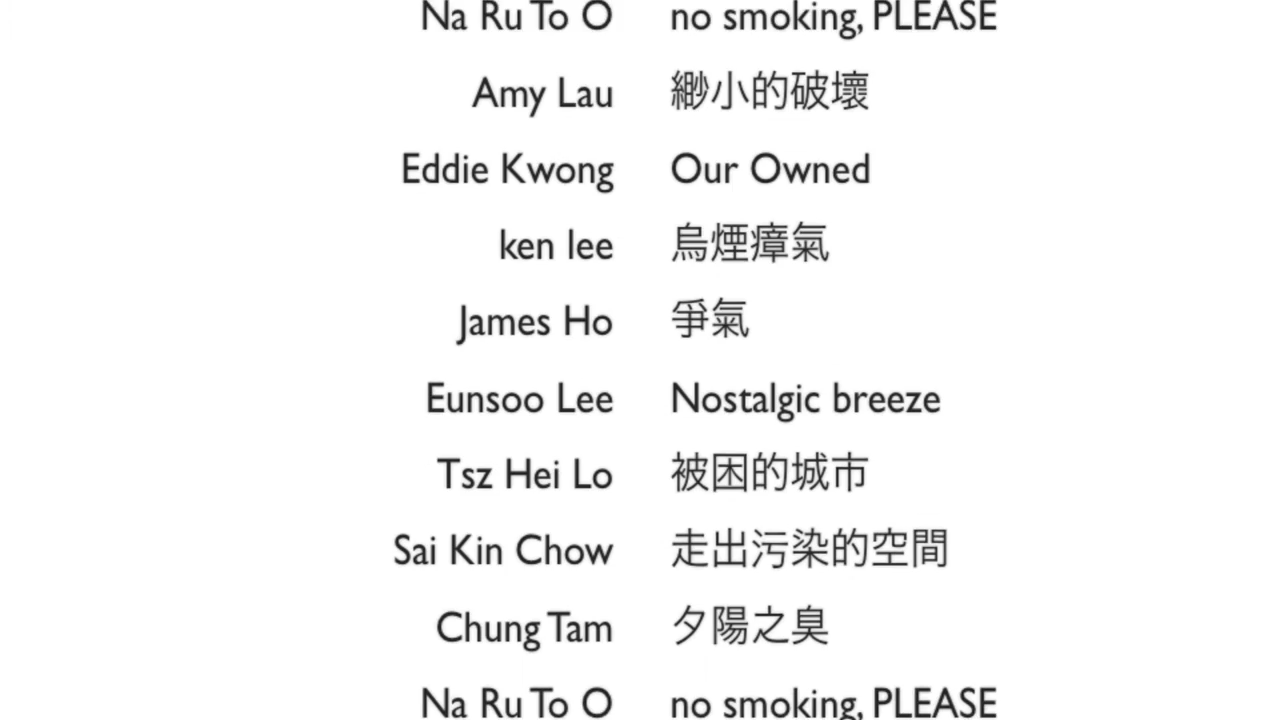 Na Ru To O no smoking, PLEASE
Amy Lau 緲小的破壞
Eddie Kwong Our Owned
ken lee 烏煙瘴氣
James Ho 爭氣
Eunsoo Lee Nostalgic breeze
Tsz Hei Lo 被困的城市
Sai Kin Chow 走出污染的空間
Chung Tam 夕陽之臭
Na Ru To O no smoking, PLEASE